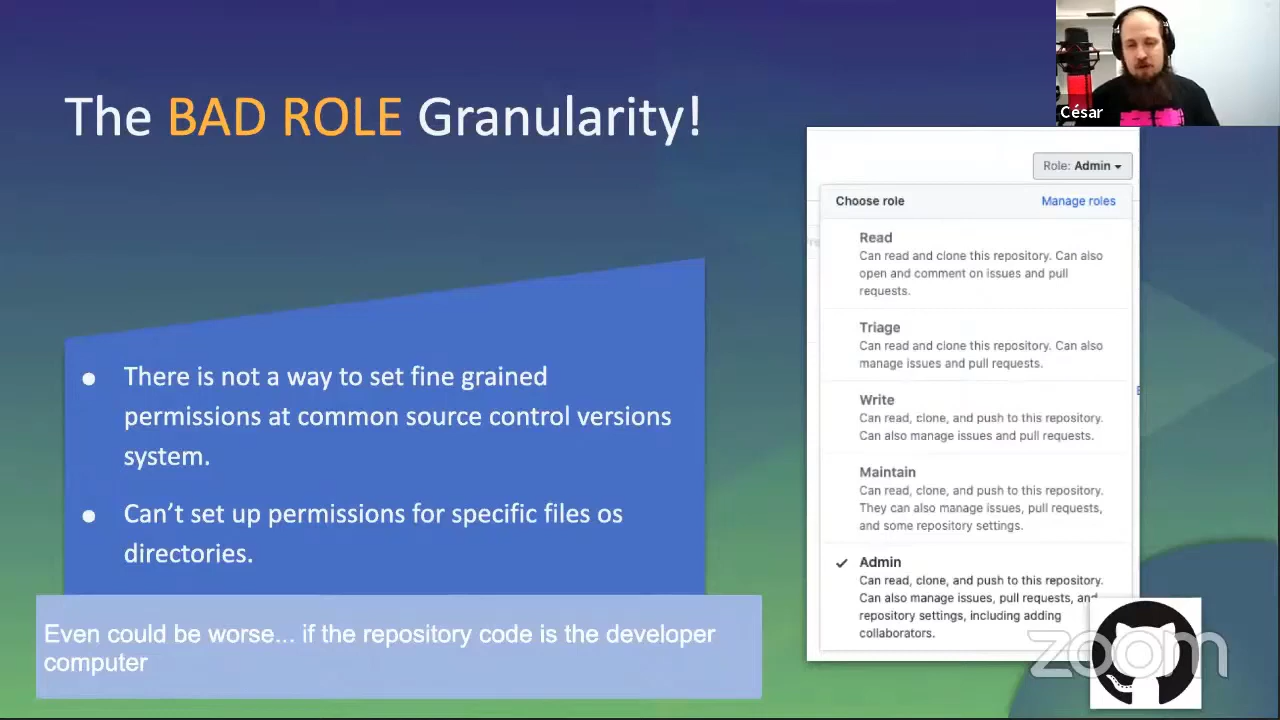 The BAD ROLE Granularity!
There is not a way to set fine grained
permissions at common source control versions
system.
Can't set up permissions for specific files os
directories.
Even could be worse... if the repository code is the developer
computer
César
Role: Admin
Choose role
Manage roles
Read
Can read and clone this repository. Can also
open and comment on issues and pull
requests.
Triage
Can read and clone this repository. Can also
manage issues and pull requests.
Write
Can read, clone, and push to this repository.
Can also manage issues and pull requests.
Maintain
Can read, clone, and push to this repository.
They can also manage issues, pull requests,
and some repository settings.
Admin
Can read, clone, and push to this repository.
Can also manage issues, pull requests, and
repository settings, including adding
collaborators.
zoom